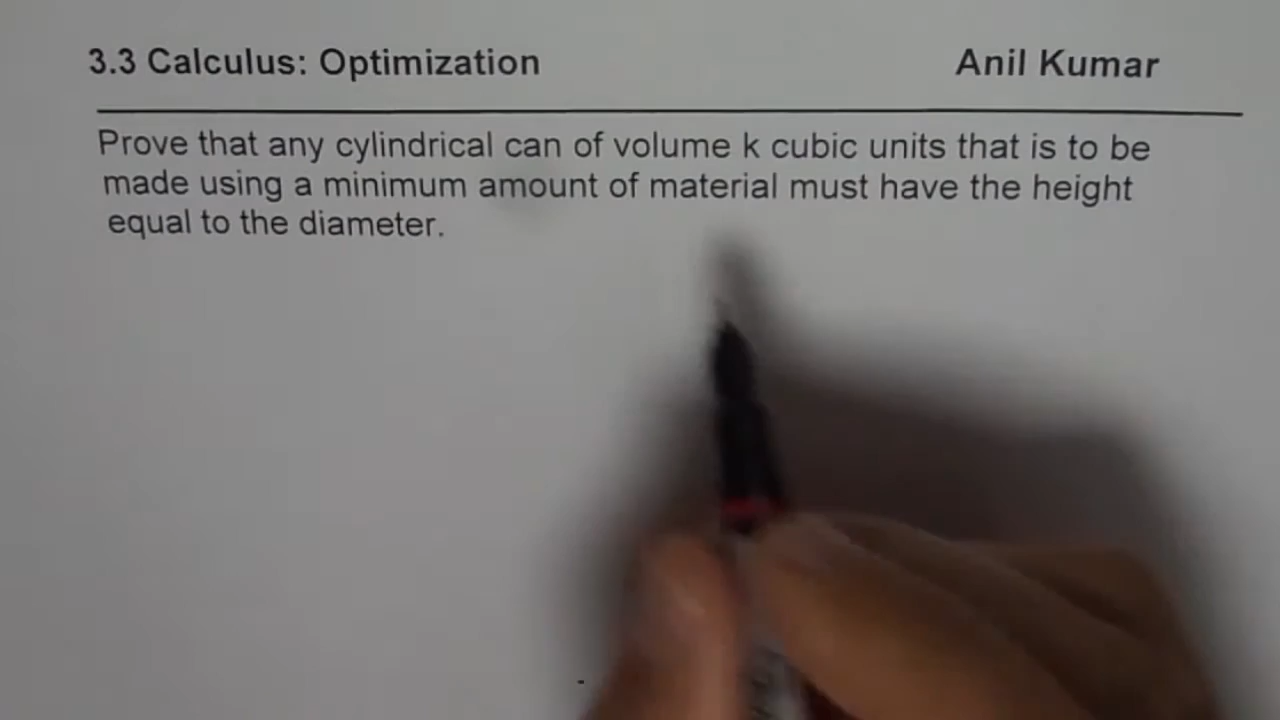 3.3 Calculus: Optimization Anil Kumar
Prove that any cylindrical can of volume k cubic units that is to be
made using a minimum amount of material must have the height
equal to the diameter.